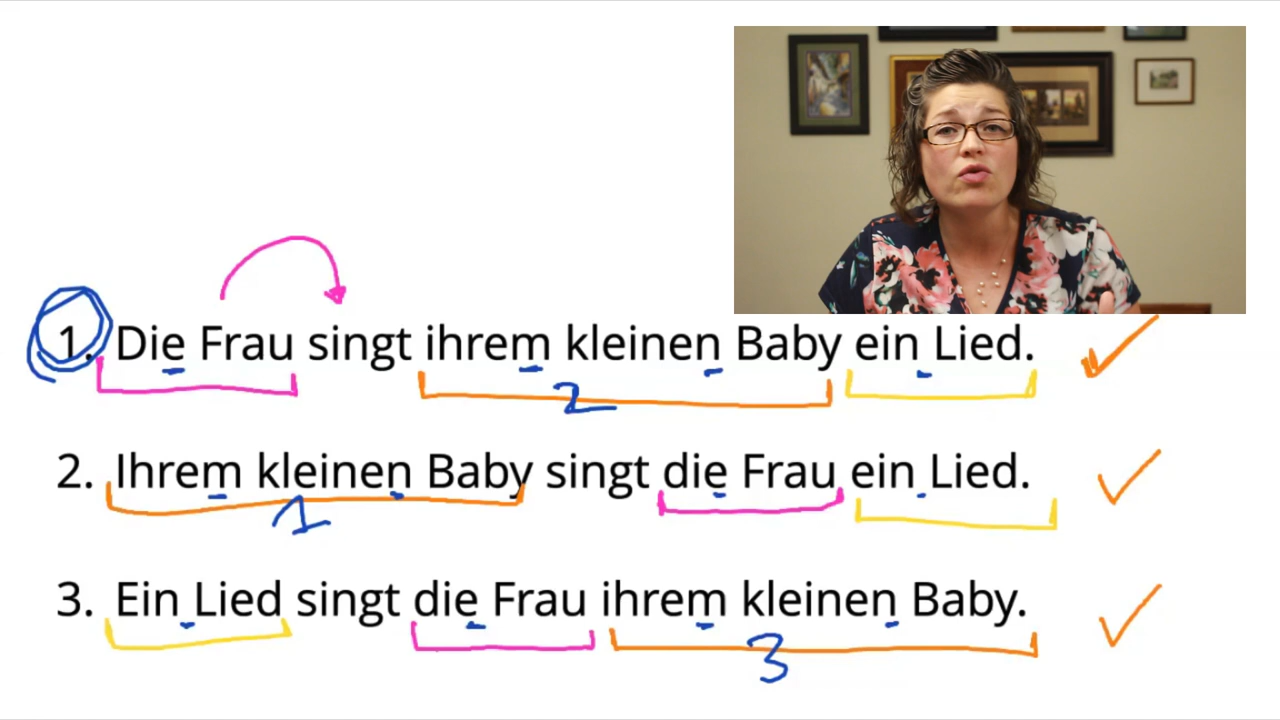 1. Die Frau singt ihrem kleinen Baby ein Lied.
2
2. Ihrem kleinen Baby singt die Frau ein Lied.
1
3. Ein Lied singt die Frau ihrem kleinen Baby.
3